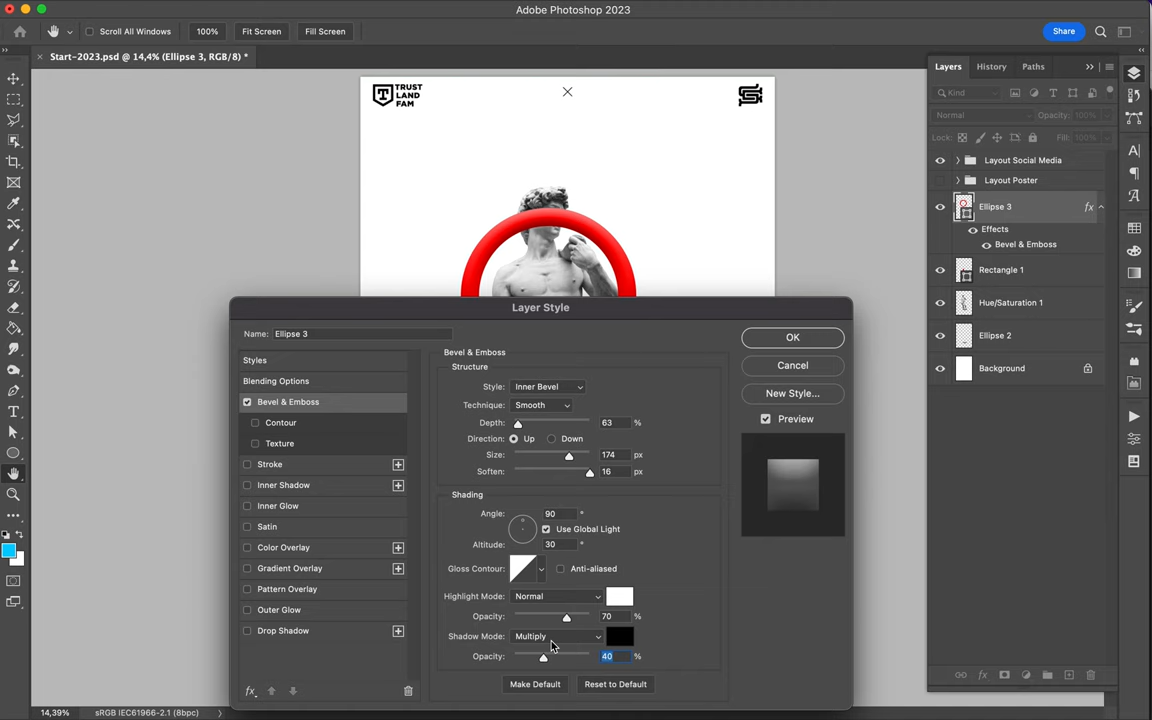 Adobe Photoshop 2023
Scroll All Windows 100% Fit Screen Fill Screen Share
Start-2023.psd @ 14,4% (Ellipse 3, RGB/8) *
Layers History Paths
TRUST
LAND
FAM
Kind
Normal Opacity: 100%
Lock: Fill: 100%
Layout Social Media
Layout Poster
Ellipse 3 fx
Effects
Bevel & Emboss
Rectangle 1
Hue/Saturation 1
Ellipse 2
Background
Layer Style
Name: Ellipse 3
Styles
Blending Options
Bevel & Emboss
Contour
Texture
Stroke
Inner Shadow
Inner Glow
Satin
Color Overlay
Gradient Overlay
Pattern Overlay
Outer Glow
Drop Shadow
fx
Bevel & Emboss
Structure
Style: Inner Bevel
Technique: Smooth
Depth: 63 %
Direction: Up Down
Size: 174 px
Soften: 16 px
Shading
Angle: 90 °
Use Global Light
Altitude: 30 °
Gloss Contour: Anti-aliased
Highlight Mode: Normal
Opacity: 70 %
Shadow Mode: Multiply
Opacity: 40 %
Make Default Reset to Default
OK
Cancel
New Style...
Preview
14,39% sRGB IEC61966-2.1 (8bpc)
fx